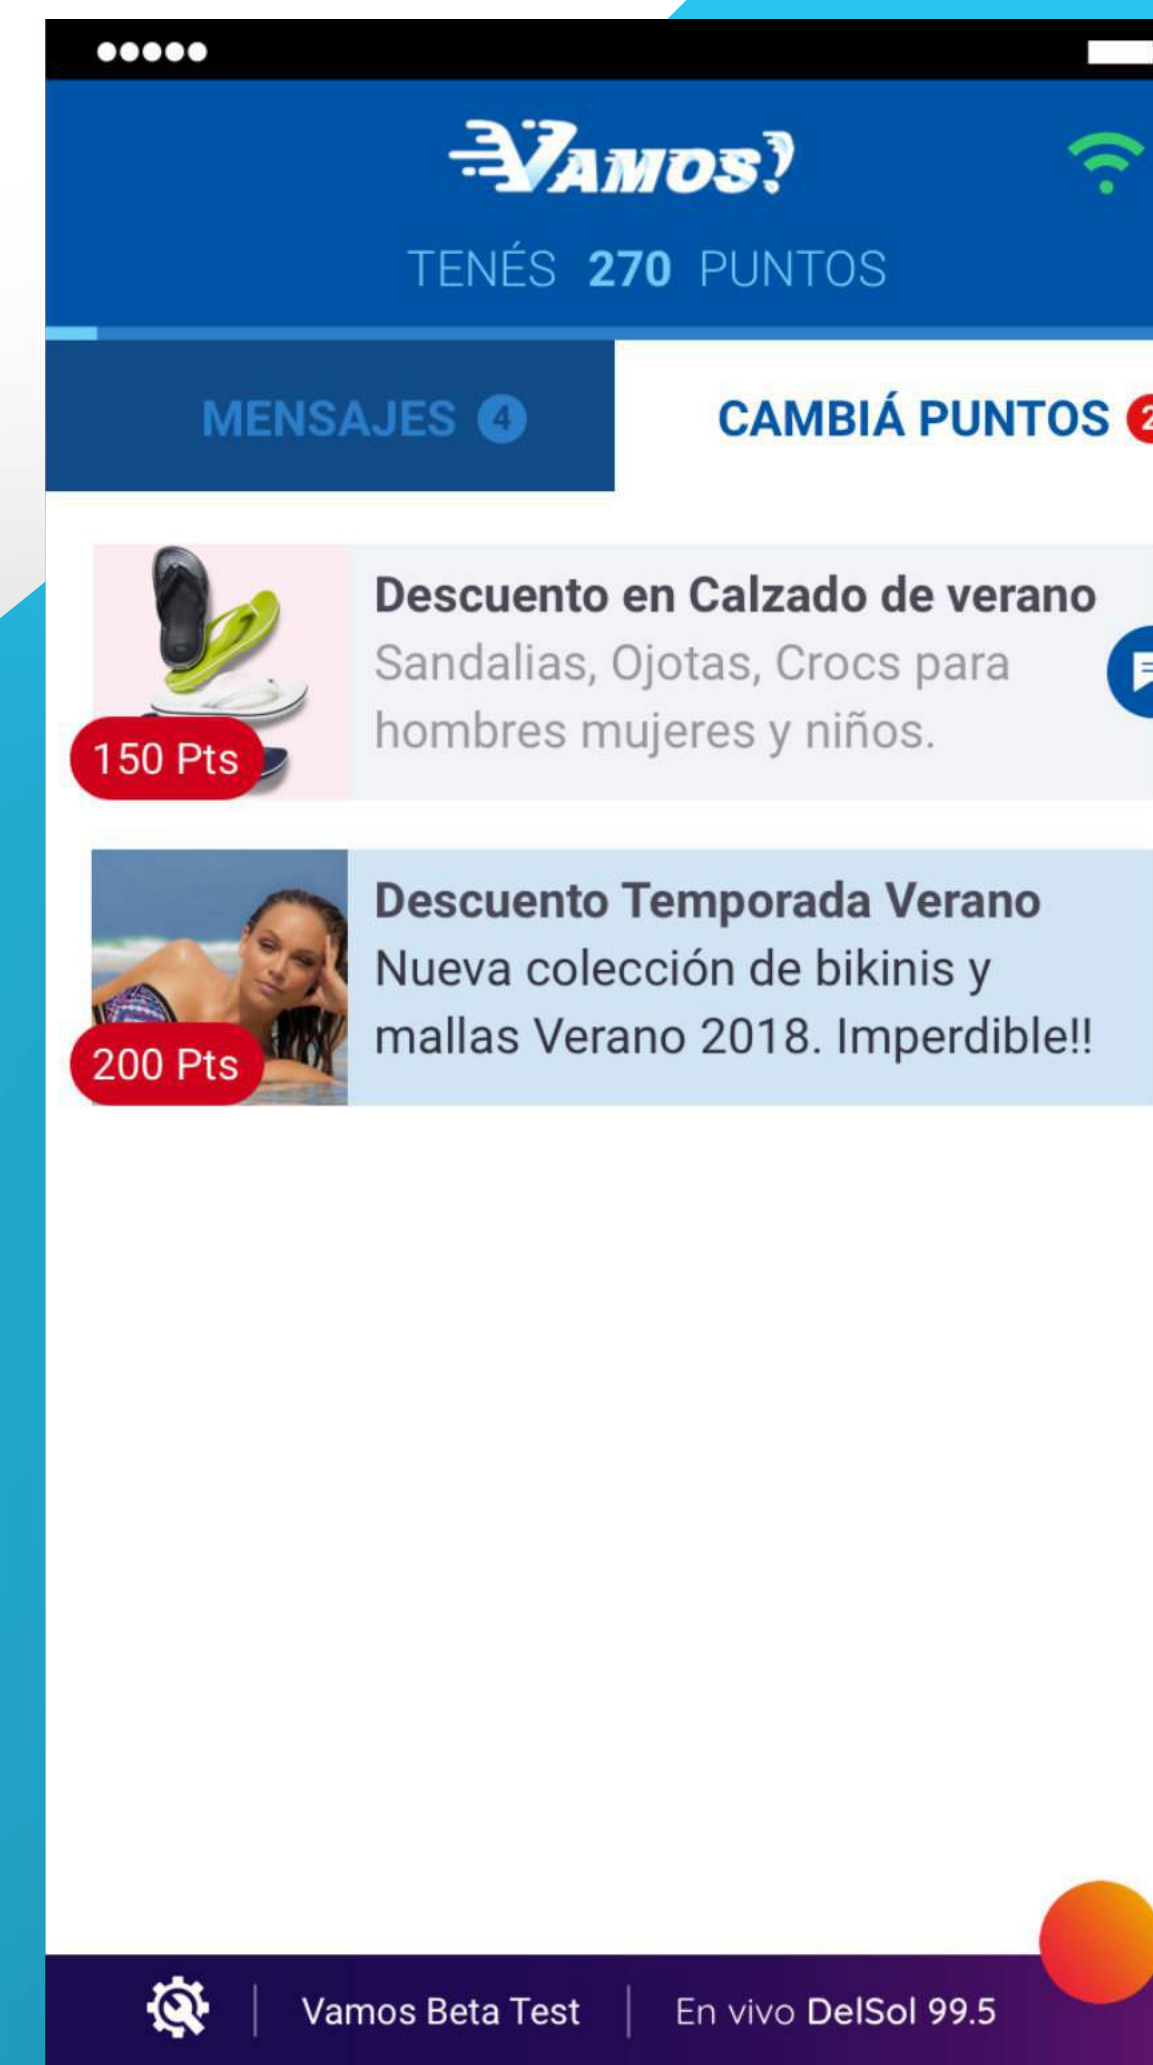 VAMOS?
TENÉS 270 PUNTOS
MENSAJES 4
CAMBIÁ PUNTOS 2
Descuento en Calzado de verano
Sandalias, Ojotas, Crocs para
hombres mujeres y niños.
150 Pts
Descuento Temporada Verano
Nueva colección de bikinis y
mallas Verano 2018. Imperdible!!
200 Pts
Vamos Beta Test
En vivo DelSol 99.5